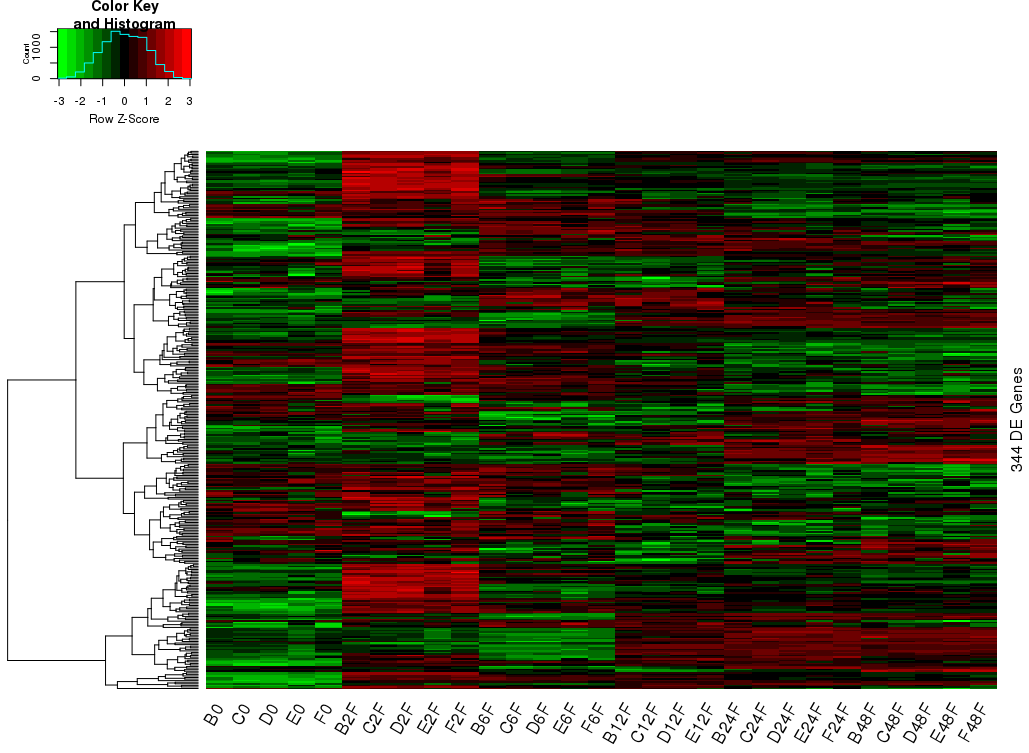 Color Key
and Histogram
Count
0
1000
-3 -2 -1 0 1 2 3
Row Z-Score
344 DE Genes
B0 C0 D0 E0 F0 B2F C2F D2F E2F F2F B6F C6F D6F E6F F6F B12F C12F D12F E12F B24F C24F D24F E24F F24F B48F C48F D48F E48F F48F